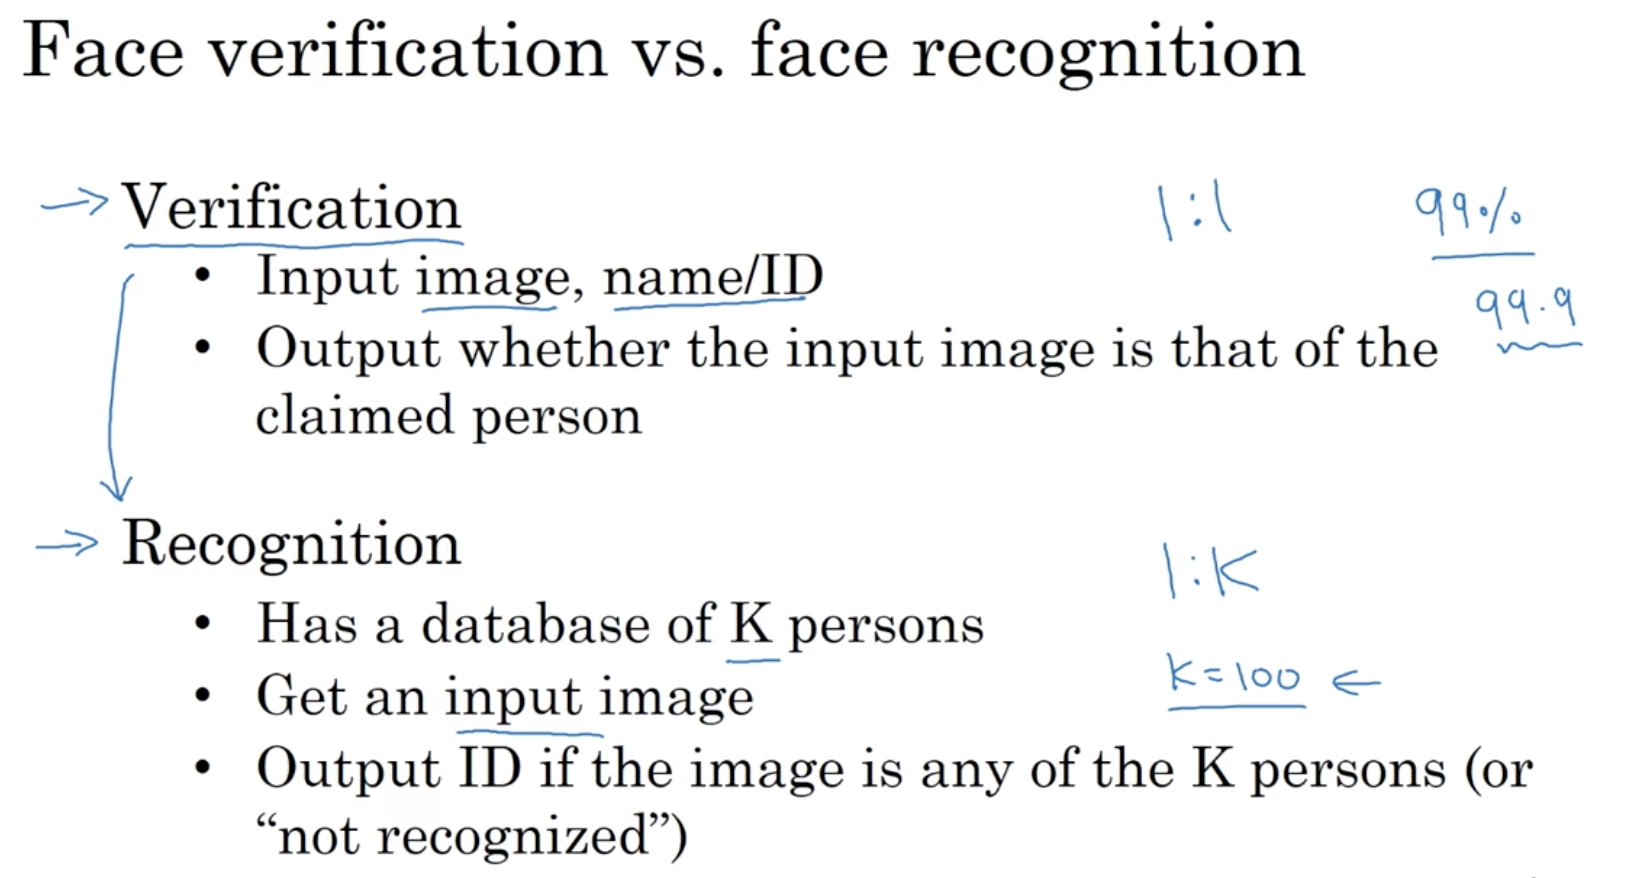 Face verification vs. face recognition
Verification 1:1 99%
• Input image, name/ID 99.9
• Output whether the input image is that of the
claimed person
Recognition 1:K
• Has a database of K persons
• Get an input image K=100
• Output ID if the image is any of the K persons (or
“not recognized”)